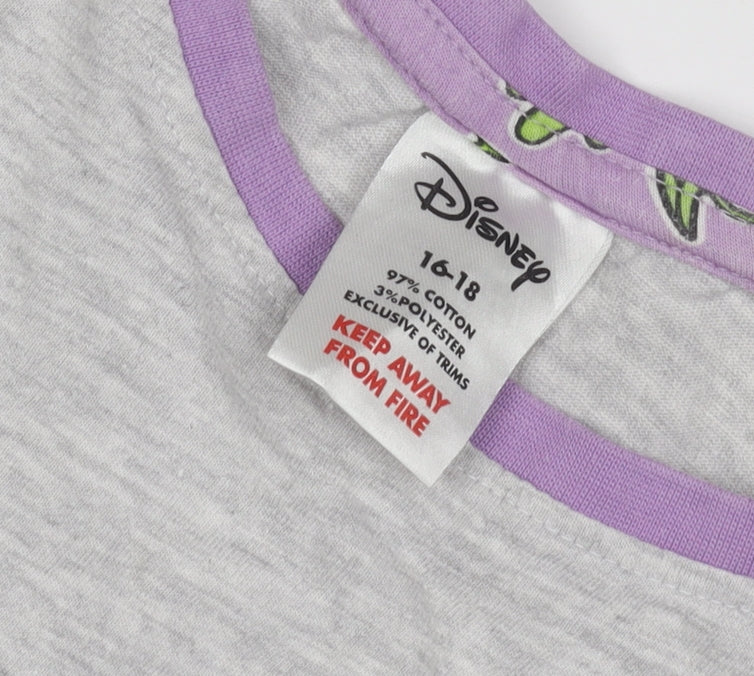 Disney
16-18
97% COTTON
3%POLYESTER
EXCLUSIVE OF TRIMS
KEEP AWAY
FROM FIRE